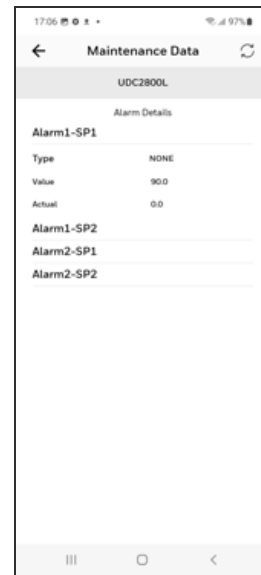 17:06 97%
Maintenance Data
UDC2800L
Alarm Details
Alarm1-SP1
Type NONE
Value 90.0
Actual 0.0
Alarm1-SP2
Alarm2-SP1
Alarm2-SP2